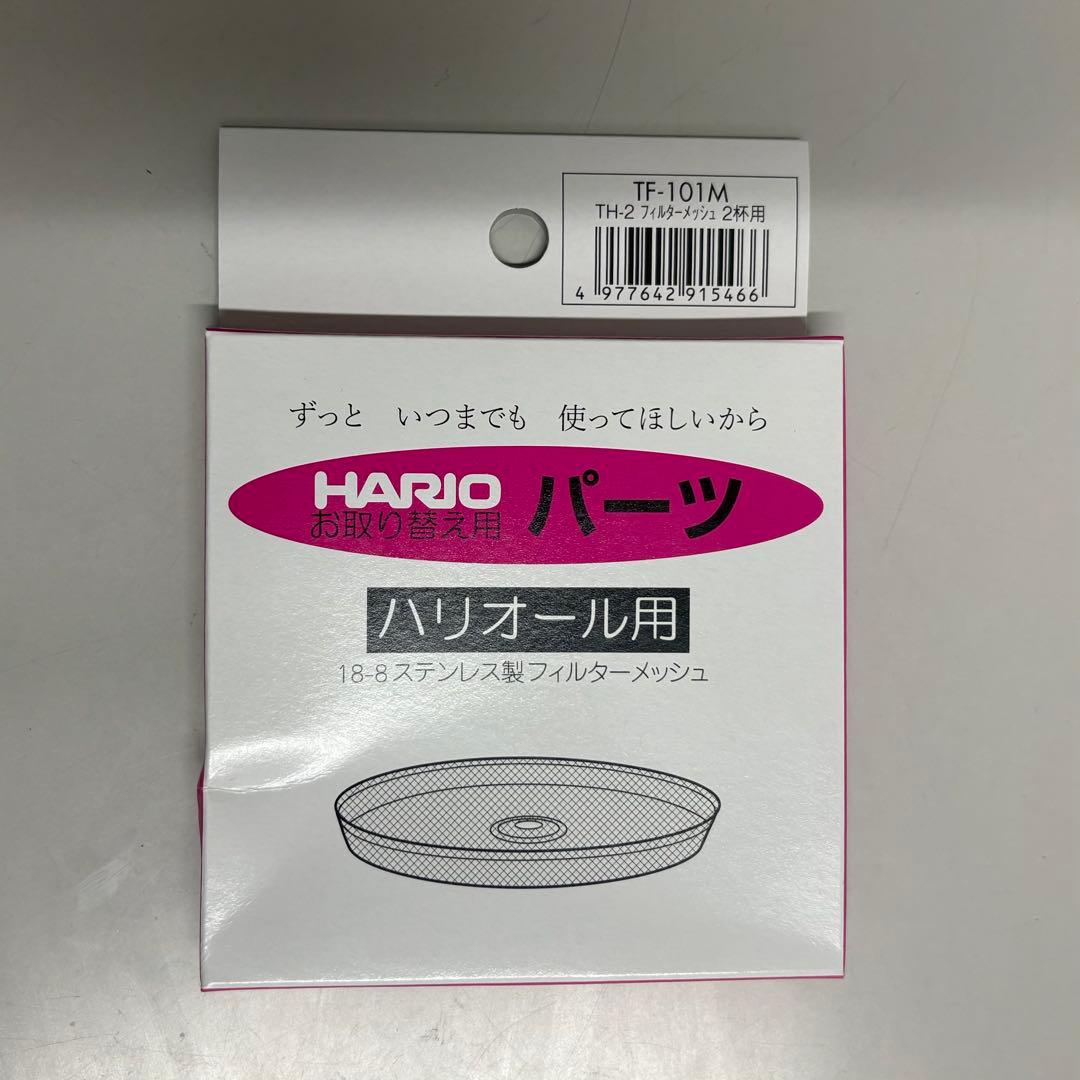 TF-101M
TH-2 フィルターメッシュ 2杯用
4 977642 915466
ずっと いつまでも 使ってほしいから
HARIO
お取り替え用 パーツ
ハリオール用
18-8ステンレス製フィルターメッシュ